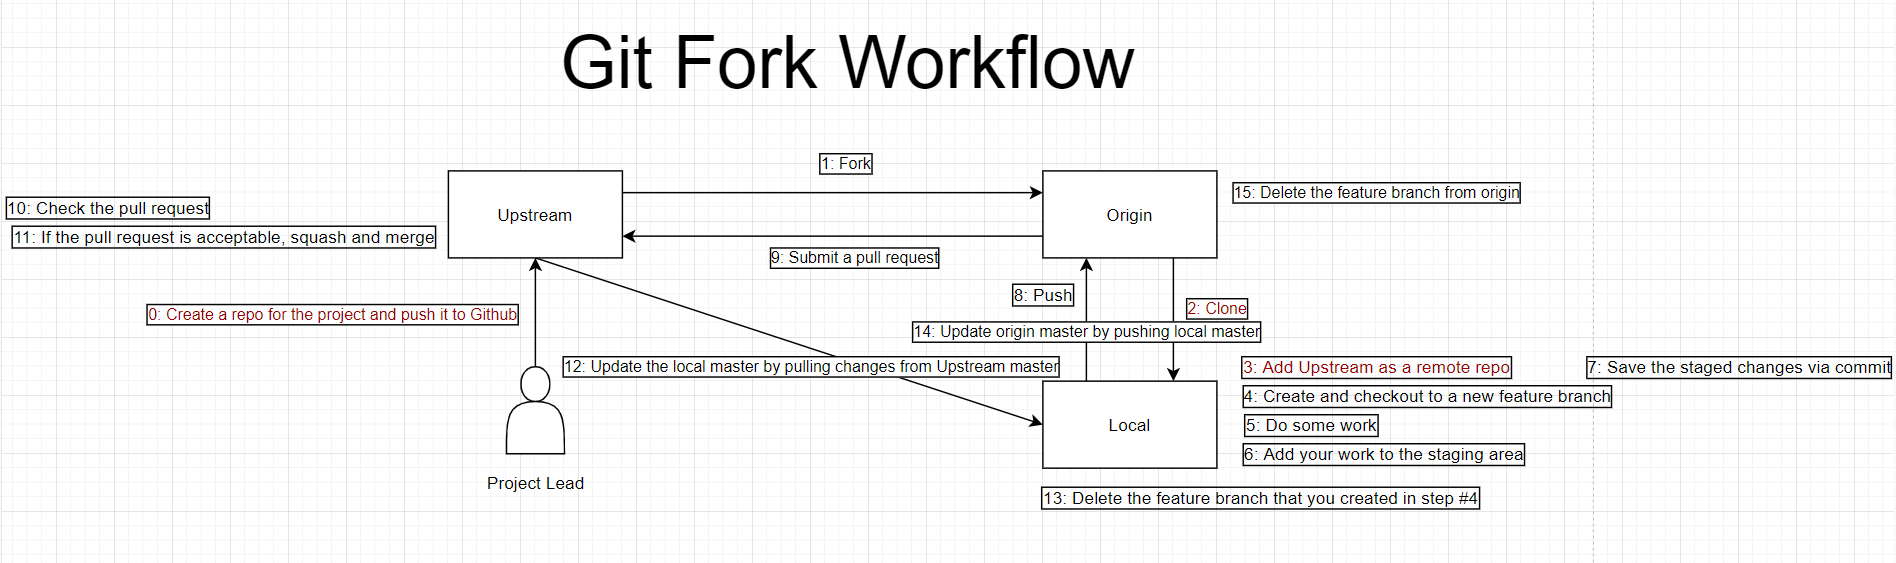 Git Fork Workflow
1: Fork
Upstream
Origin
15: Delete the feature branch from origin
10: Check the pull request
11: If the pull request is acceptable, squash and merge
9: Submit a pull request
8: Push
2: Clone
0: Create a repo for the project and push it to Github
14: Update origin master by pushing local master
12: Update the local master by pulling changes from Upstream master
3: Add Upstream as a remote repo
7: Save the staged changes via commit
4: Create and checkout to a new feature branch
Local
5: Do some work
6: Add your work to the staging area
Project Lead
13: Delete the feature branch that you created in step #4